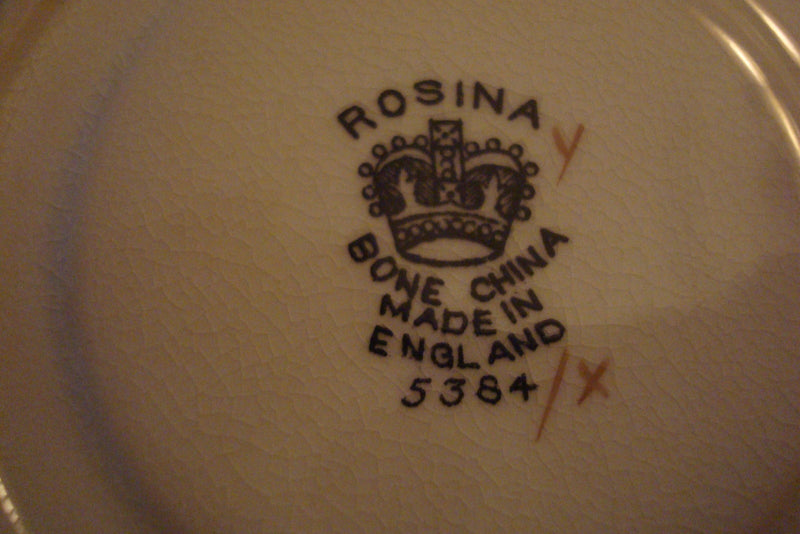 ROSINA
Y
BONE CHINA
MADE IN
ENGLAND
5384/X